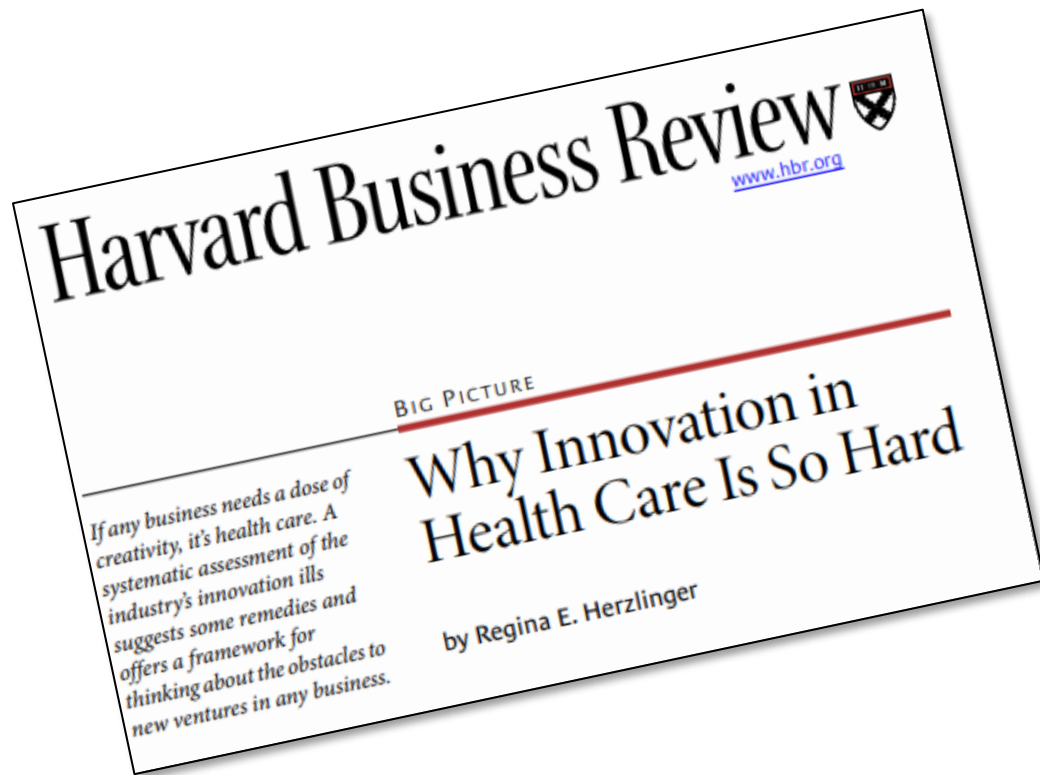 Harvard Business Review
www.hbr.org
BIG PICTURE
Why Innovation in
Health Care Is So Hard
by Regina E. Herzlinger
If any business needs a dose of
creativity, it's health care. A
systematic assessment of the
industry's innovation ills
suggests some remedies and
offers a framework for
thinking about the obstacles to
new ventures in any business.